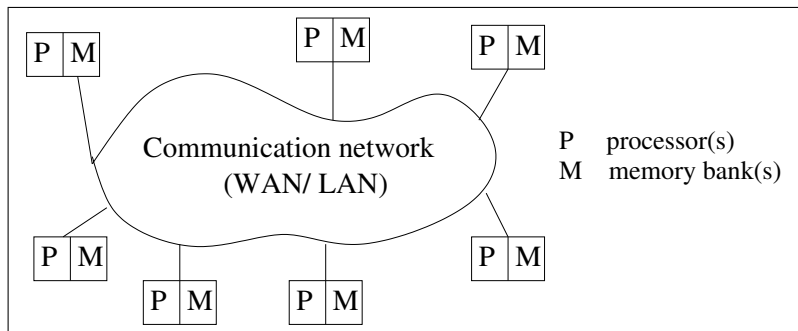 P M
P M
P M
Communication network
(WAN/ LAN)
P processor(s)
M memory bank(s)
P M
P M
P M
P M